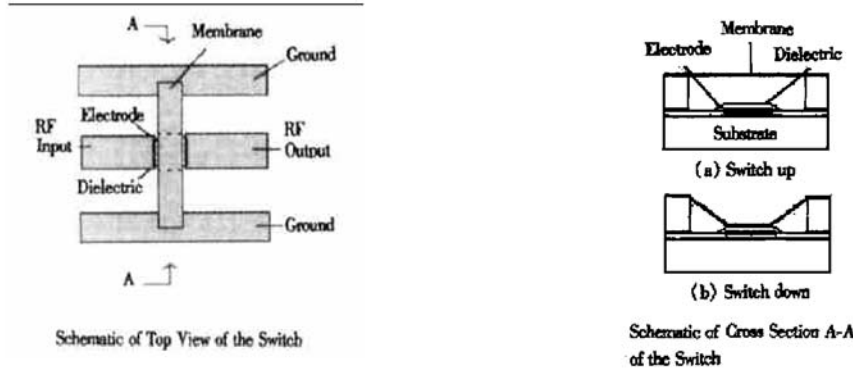 A
Membrane
Ground
Electrode
RF
Input
RF
Output
Dielectric
Ground
A
Schematic of Top View of the Switch
Membrane
Electrode
Dielectric
Substrate
(a) Switch up
(b) Switch down
Schematic of Cross Section A-A
of the Switch